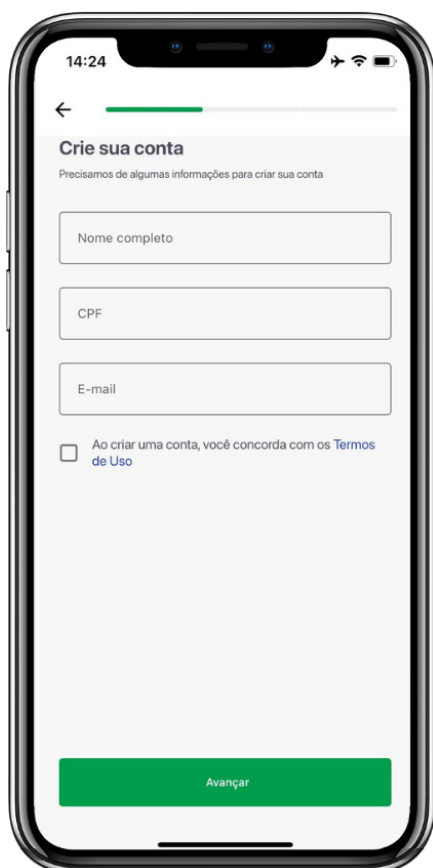 14:24
Crie sua conta
Precisamos de algumas informações para criar sua conta
Nome completo
CPF
E-mail
Ao criar uma conta, você concorda com os Termos
de Uso
Avançar